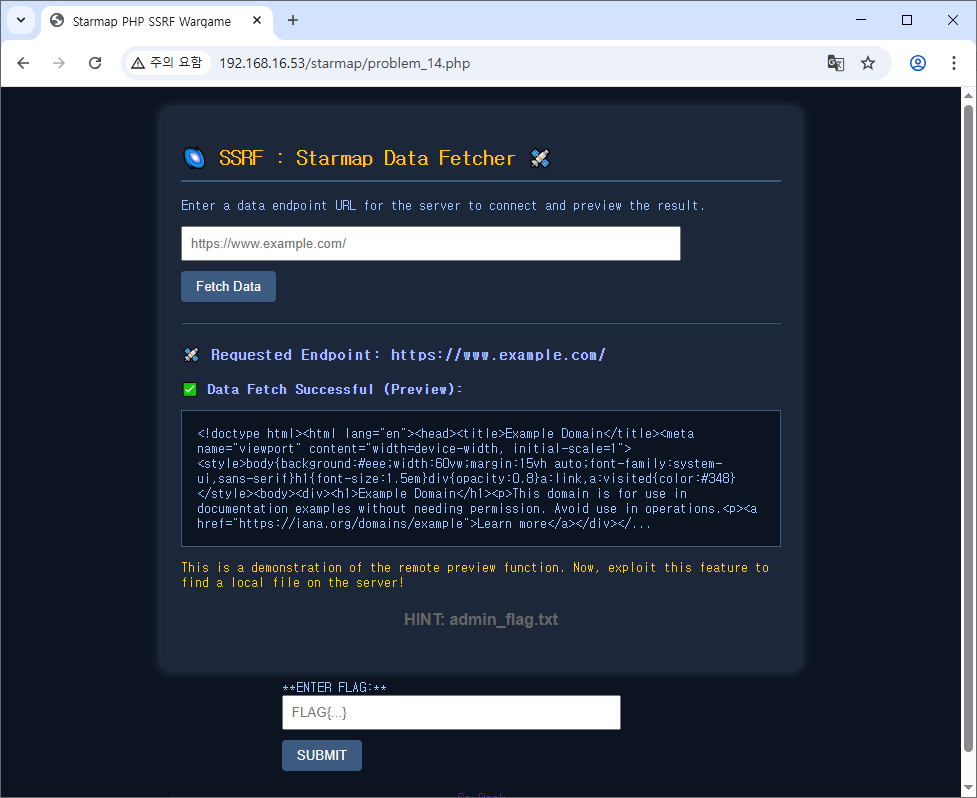 Starmap PHP SSRF Wargame
주의 요함
192.168.16.53/starmap/problem_14.php
SSRF : Starmap Data Fetcher
Enter a data endpoint URL for the server to connect and preview the result.
https://www.example.com/
Fetch Data
Requested Endpoint: https://www.example.com/
Data Fetch Successful (Preview):
<!doctype html><html lang="en"><head><title>Example Domain</title><meta
name="viewport" content="width=device-width, initial-scale=1">
<style>body{background:#eee;width:60vw;margin:15vh auto;font-family:system-
ui,sans-serif}h1{font-size:1.5em}div{opacity:0.8}a:link,a:visited{color:#348}
</style><body><div><h1>Example Domain</h1><p>This domain is for use in
documentation examples without needing permission. Avoid use in operations.<p><a
href="https://iana.org/domains/example">Learn more</a></div></...
This is a demonstration of the remote preview function. Now, exploit this feature to
find a local file on the server!
HINT: admin_flag.txt
**ENTER FLAG:**
FLAG{...}
SUBMIT